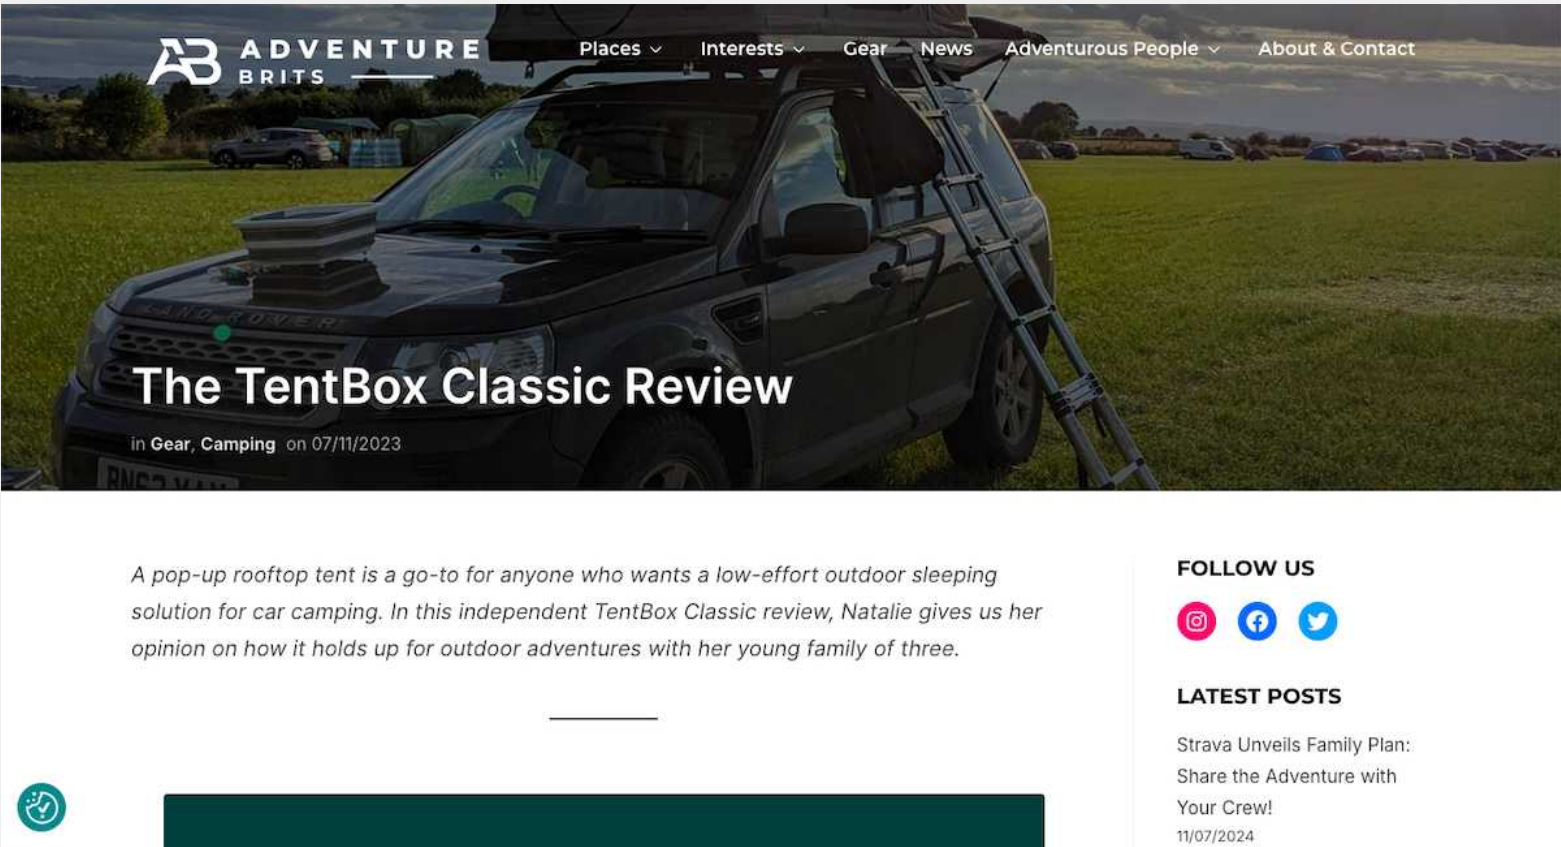 ADVENTURE
BRITS
Places Interests Gear News Adventurous People About & Contact
LAND ROVER
The TentBox Classic Review
in Gear, Camping on 07/11/2023
A pop-up rooftop tent is a go-to for anyone who wants a low-effort outdoor sleeping
solution for car camping. In this independent TentBox Classic review, Natalie gives us her
opinion on how it holds up for outdoor adventures with her young family of three.
FOLLOW US
LATEST POSTS
Strava Unveils Family Plan:
Share the Adventure with
Your Crew!
11/07/2024